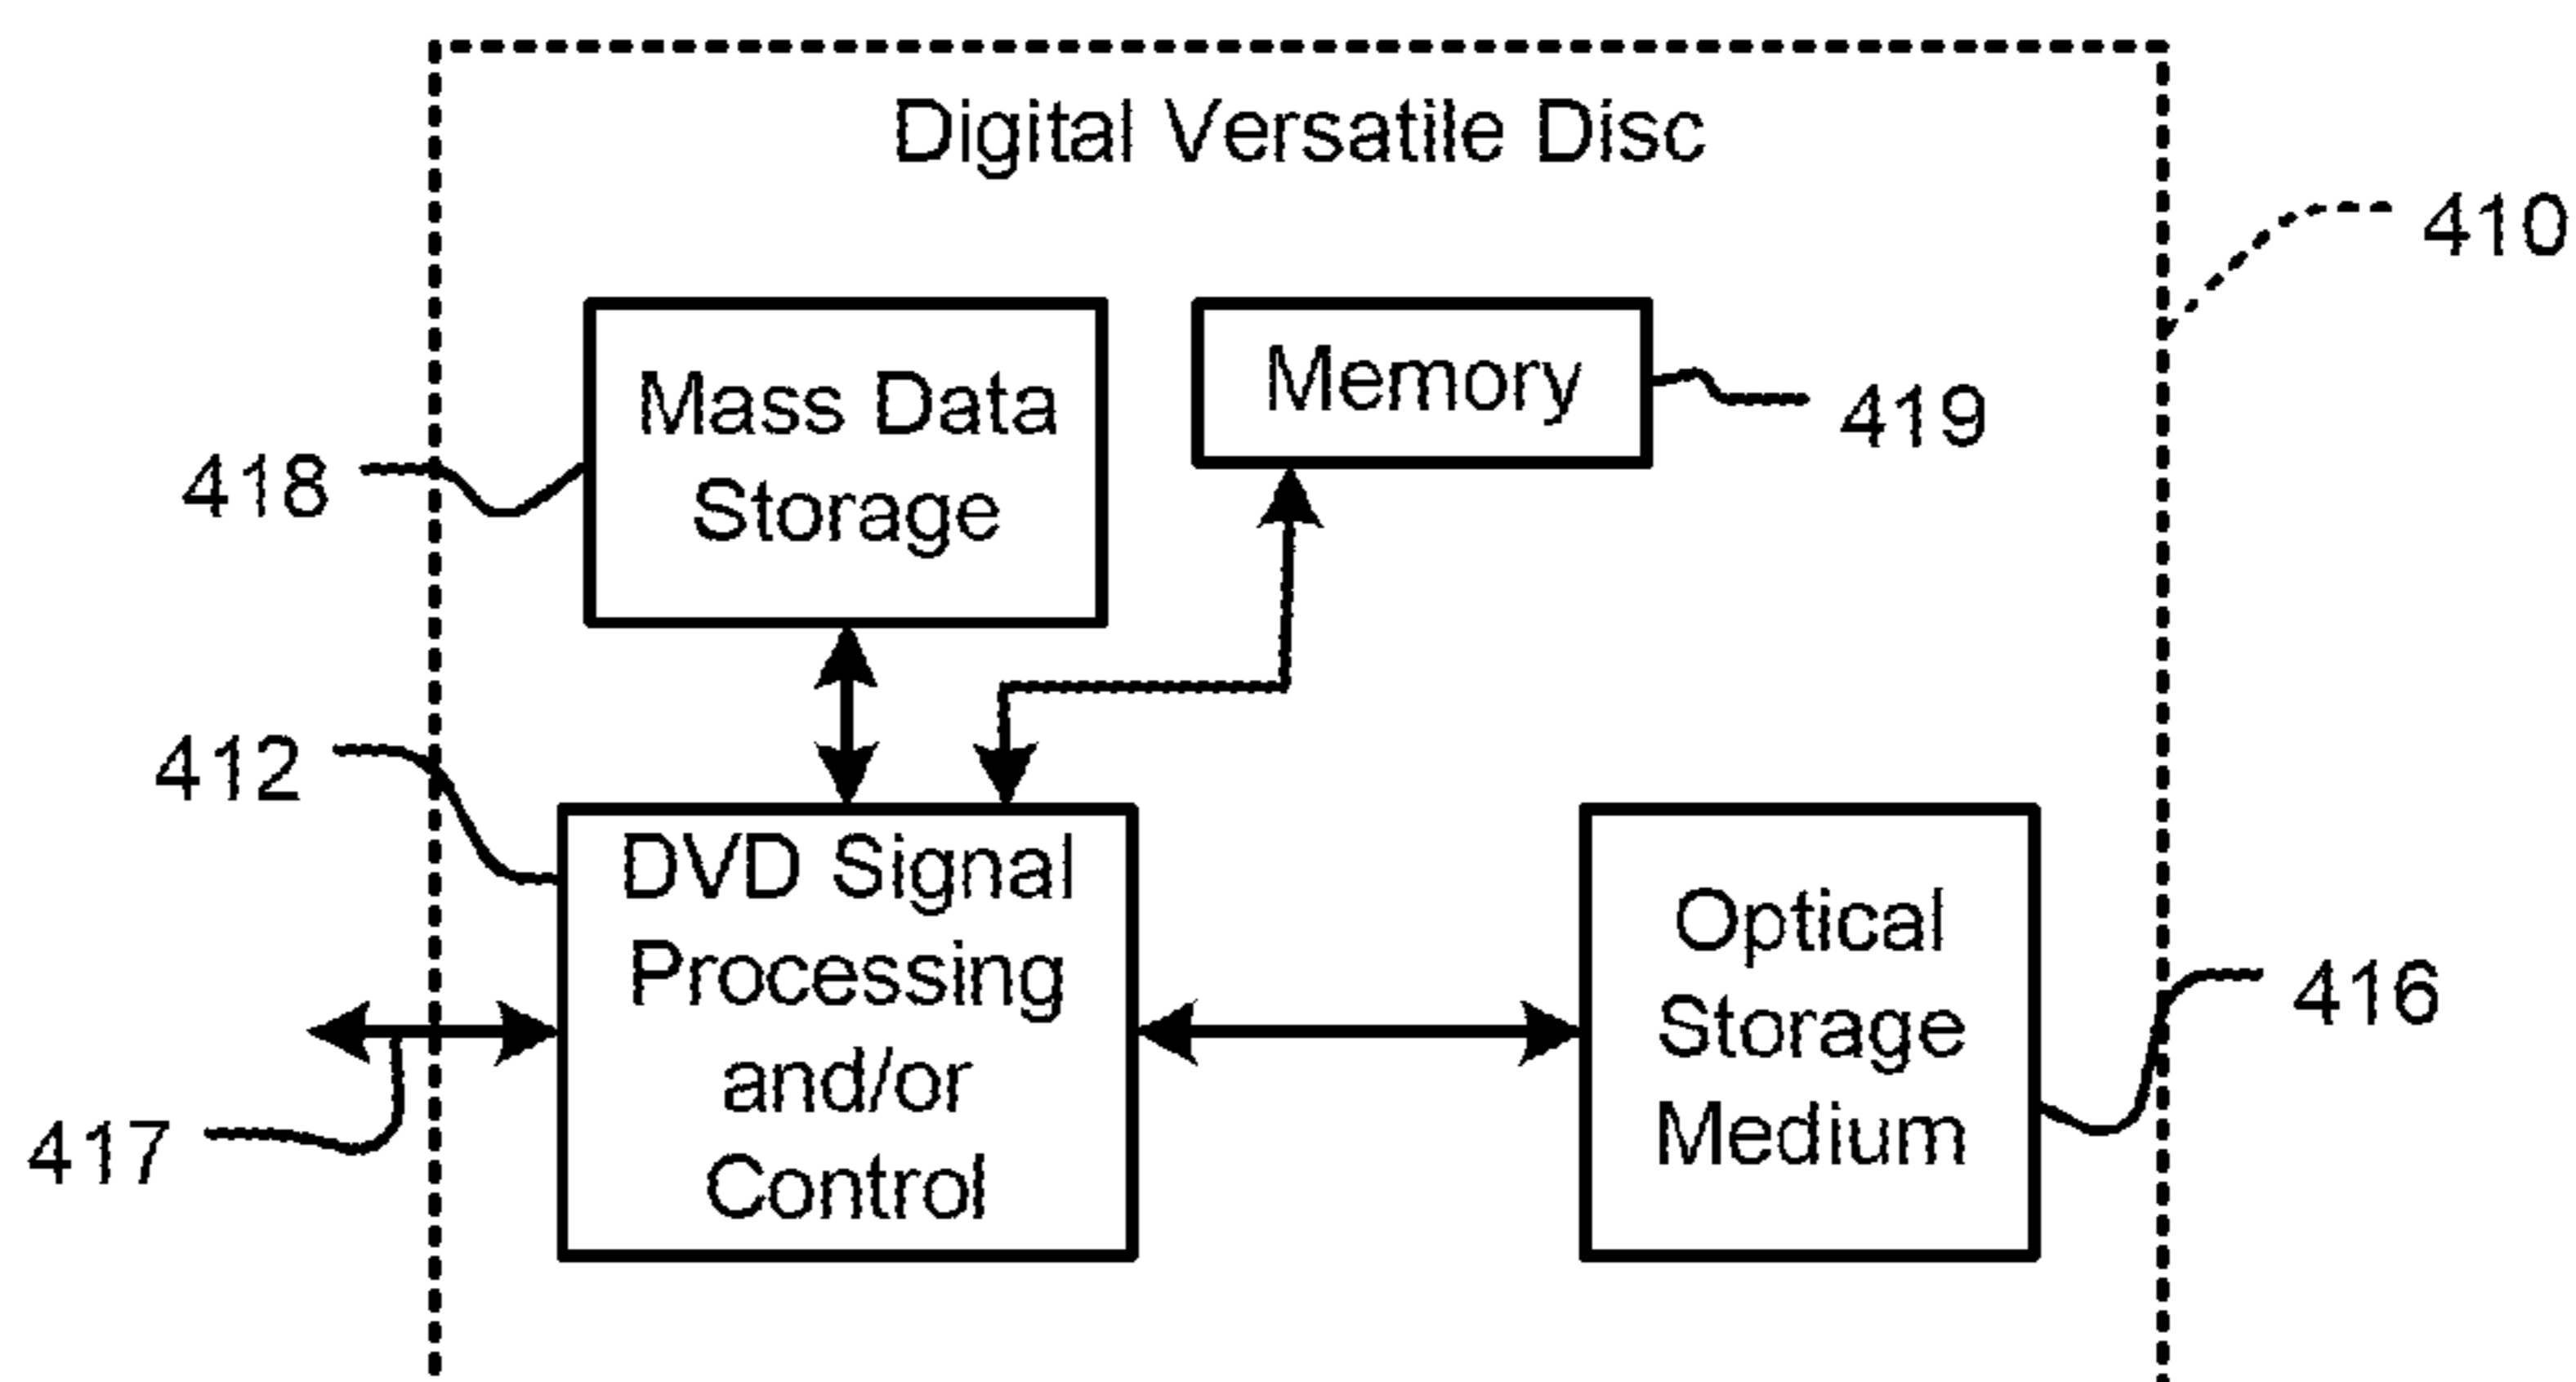 Digital Versatile Disc
410
Mass Data
Storage
Memory
419
418
412
DVD Signal
Processing
and/or
Control
Optical
Storage
Medium
416
417